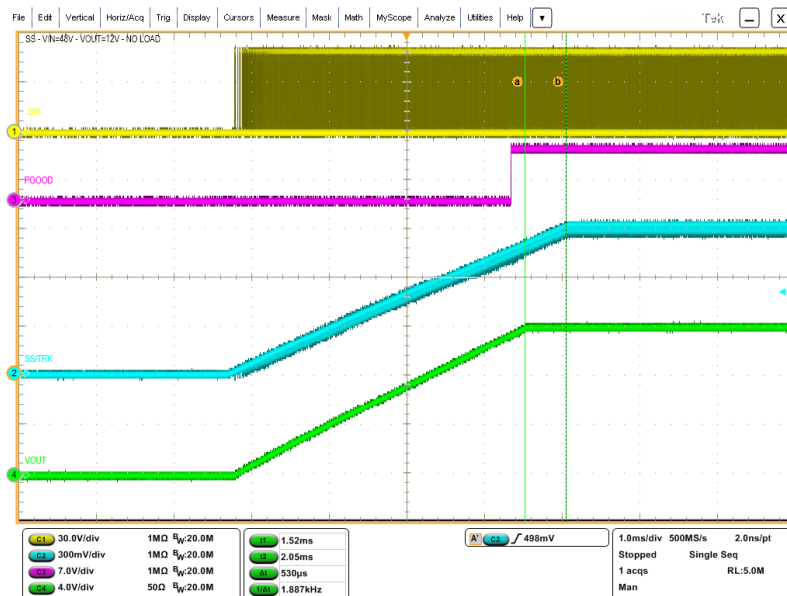 File Edit Vertical Horiz/Acq Trig Display Cursors Measure Mask Math MyScope Analyze Utilities Help Tek X
SS - VIN=48V - VOUT=12V - NO LOAD
a b
SW
1
PGOOD
3
SS/TRK
2
VOUT
4
C1 30.0V/div 1MΩ BW:20.0M
C2 300mV/div 1MΩ BW:20.0M
C3 7.0V/div 1MΩ BW:20.0M
C4 4.0V/div 50Ω BW:20.0M
t1 1.52ms
t2 2.05ms
Δt 530µs
1/Δt 1.887kHz
A' C2 498mV
1.0ms/div 500MS/s 2.0ns/pt
Stopped Single Seq
1 acqs RL:5.0M
Man